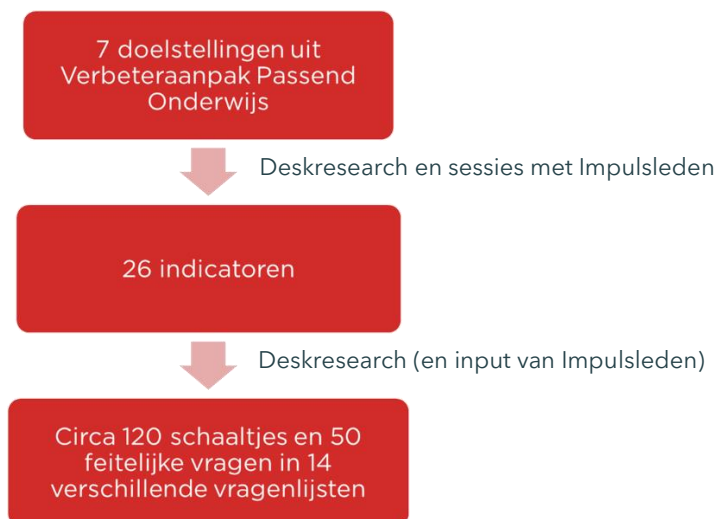 7 doelstellingen uit
Verbeteraanpak Passend
Onderwijs
Deskresearch en sessies met Impulsleden
26 indicatoren
Deskresearch (en input van Impulsleden)
Circa 120 schaaltjes en 50
feitelijke vragen in 14
verschillende vragenlijsten